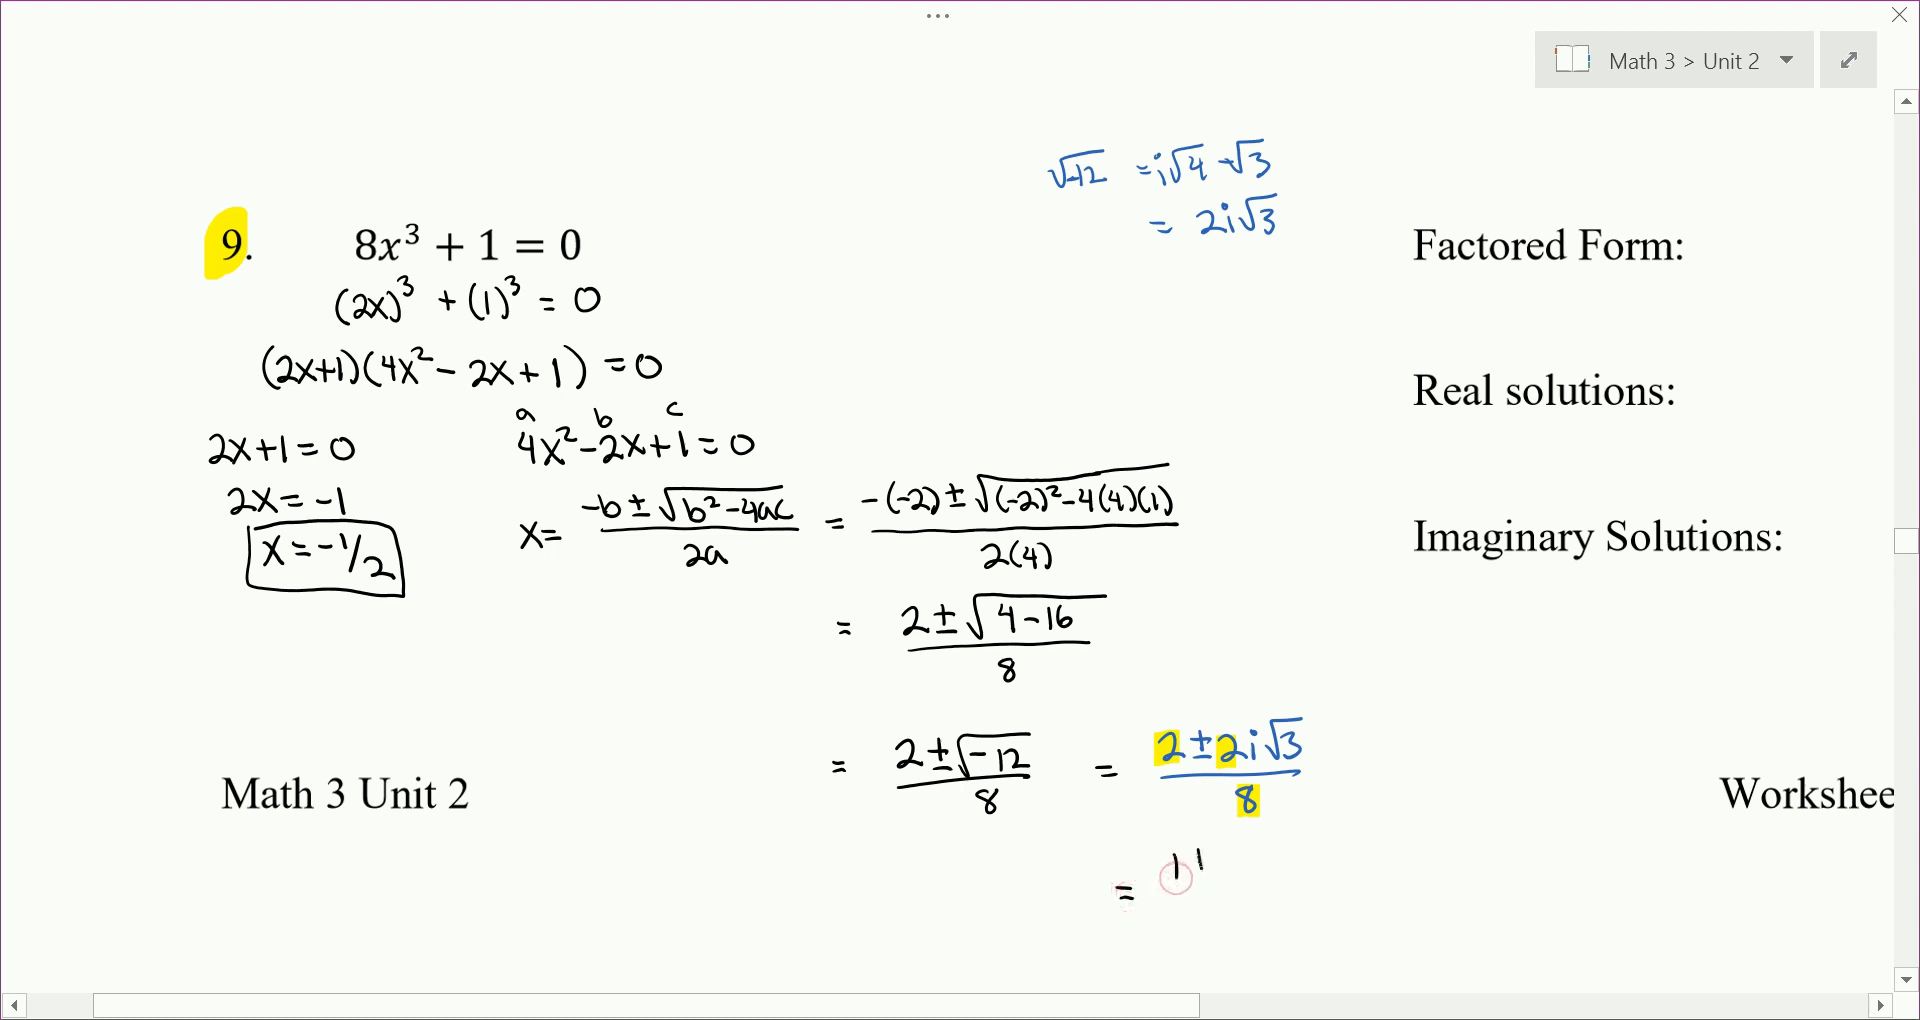 Math 3 > Unit 2
√-12 = i√4 √3
= 2i√3
9. 8x³ + 1 = 0
Factored Form:
(2x)³ + (1)³ = 0
(2x+1)(4x² - 2x + 1) = 0
Real solutions:
a b c
2x+1 = 0 4x² - 2x + 1 = 0
2x = -1
x = -1/2
x = (-b ± √(b² - 4ac))/(2a) = (-(-2) ± √((-2)² - 4(4)(1)))/(2(4))
Imaginary Solutions:
= (2 ± √(4 - 16))/8
= (2 ± √(-12))/8 = (2 ± 2i√3)/8
Math 3 Unit 2
Workshee
= 1